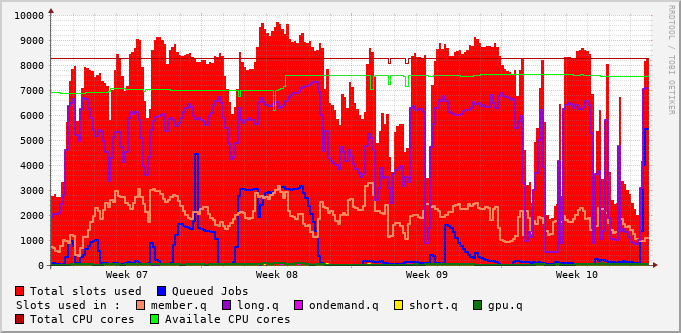 10000
9000
8000
7000
6000
5000
4000
3000
2000
1000
0
Week 07 Week 08 Week 09 Week 10
RRDTOOL / TOBI OETIKER
Total slots used Queued Jobs
Slots used in : member.q long.q ondemand.q short.q gpu.q
Total CPU cores Availale CPU cores